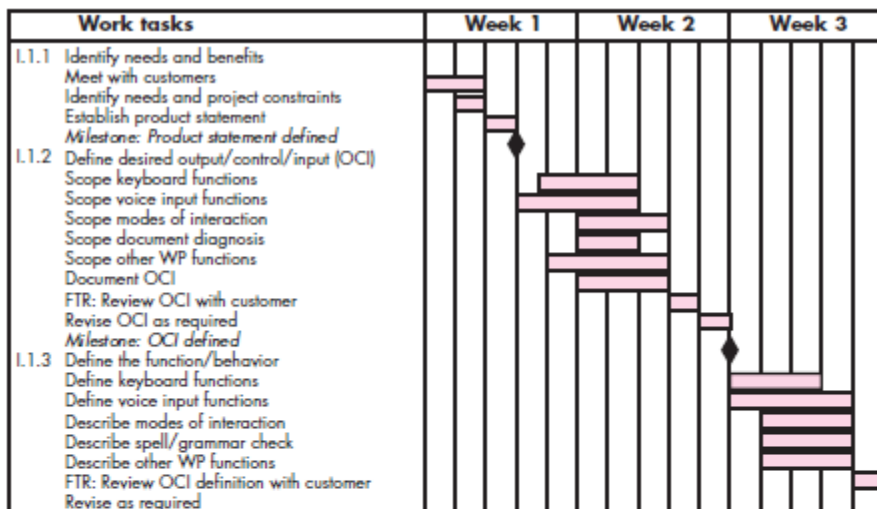 Work tasks Week 1 Week 2 Week 3
I.1.1 Identify needs and benefits
Meet with customers
Identify needs and project constraints
Establish product statement
Milestone: Product statement defined
I.1.2 Define desired output/control/input (OCI)
Scope keyboard functions
Scope voice input functions
Scope modes of interaction
Scope document diagnosis
Scope other WP functions
Document OCI
FTR: Review OCI with customer
Revise OCI as required
Milestone: OCI defined
I.1.3 Define the function/behavior
Define keyboard functions
Define voice input functions
Describe modes of interaction
Describe spell/grammar check
Describe other WP functions
FTR: Review OCI definition with customer
Revise as required